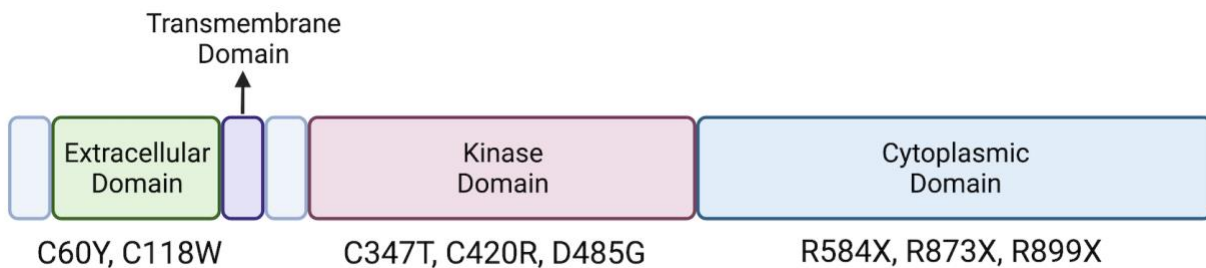 Transmembrane
Domain
Extracellular
Domain
Kinase
Domain
Cytoplasmic
Domain
C60Y, C118W
C347T, C420R, D485G
R584X, R873X, R899X